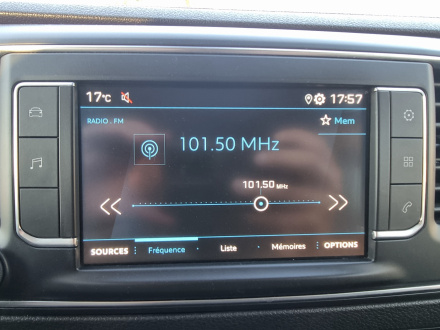 17°C 17:57
RADIO . FM Mem
101.50 MHz
101.50 MHz
SOURCES Fréquence Liste Mémoires OPTIONS